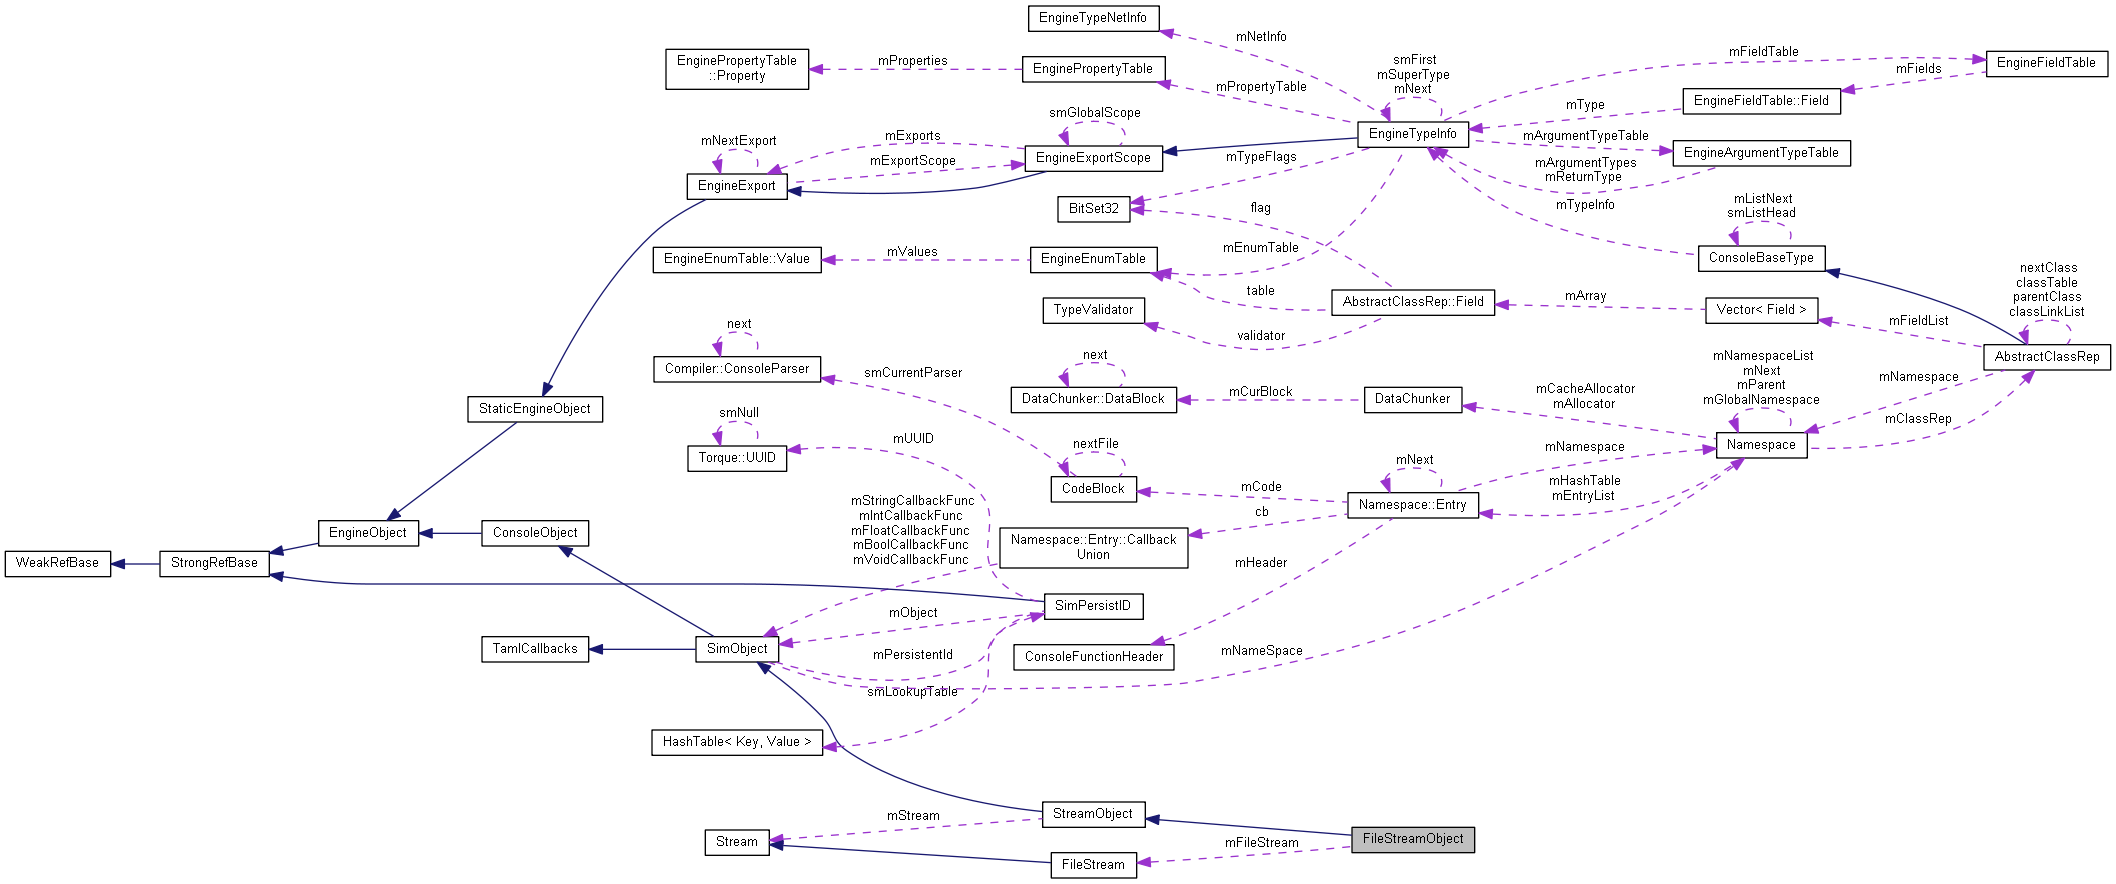 EngineTypeNetInfo
mNetInfo
EnginePropertyTable
::Property
mProperties
EnginePropertyTable
mPropertyTable
smFirst
mSuperType
mNext
mFieldTable
EngineFieldTable
mFields
EngineFieldTable::Field
mType
EngineTypeInfo
mArgumentTypeTable
EngineArgumentTypeTable
mArgumentTypes
mReturnType
smGlobalScope
mExports
EngineExportScope
mNextExport
mExportScope
EngineExport
mTypeFlags
BitSet32
flag
mTypeInfo
mListNext
smListHead
ConsoleBaseType
EngineEnumTable::Value
mValues
EngineEnumTable
mEnumTable
table
TypeValidator
validator
AbstractClassRep::Field
mArray
Vector< Field >
mFieldList
nextClass
classTable
parentClass
classLinkList
AbstractClassRep
next
Compiler::ConsoleParser
smCurrentParser
next
DataChunker::DataBlock
mCurBlock
DataChunker
mCacheAllocator
mAllocator
mNamespaceList
mNext
mParent
mGlobalNamespace
mNamespace
mClassRep
Namespace
StaticEngineObject
smNull
Torque::UUID
mUUID
nextFile
CodeBlock
mCode
cb
mNext
Namespace::Entry
mNamespace
mHashTable
mEntryList
mStringCallbackFunc
mIntCallbackFunc
mFloatCallbackFunc
mBoolCallbackFunc
mVoidCallbackFunc
Namespace::Entry::Callback
Union
mHeader
EngineObject
ConsoleObject
WeakRefBase
StrongRefBase
SimPersistID
mObject
TamlCallbacks
SimObject
mPersistentId
ConsoleFunctionHeader
mNameSpace
smLookupTable
HashTable< Key, Value >
StreamObject
mStream
Stream
FileStreamObject
mFileStream
FileStream